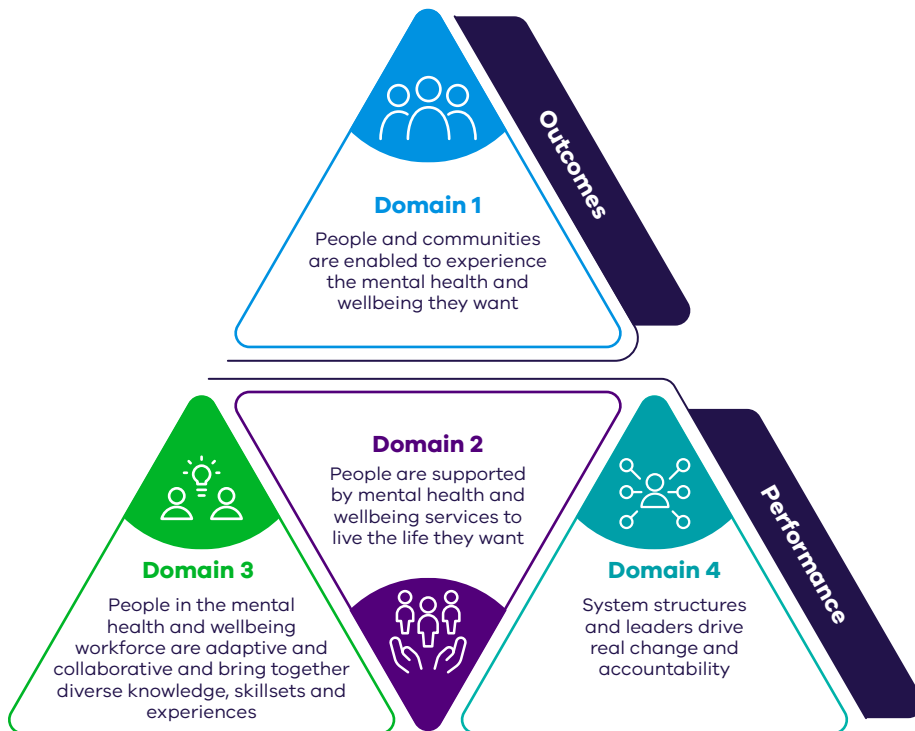 Outcomes
Domain 1
People and communities
are enabled to experience
the mental health and
wellbeing they want
Domain 2
People are supported
by mental health and
wellbeing services to
live the life they want
Performance
Domain 3
People in the mental
health and wellbeing
workforce are adaptive and
collaborative and bring together
diverse knowledge, skillsets and
experiences
Domain 4
System structures
and leaders drive
real change and
accountability